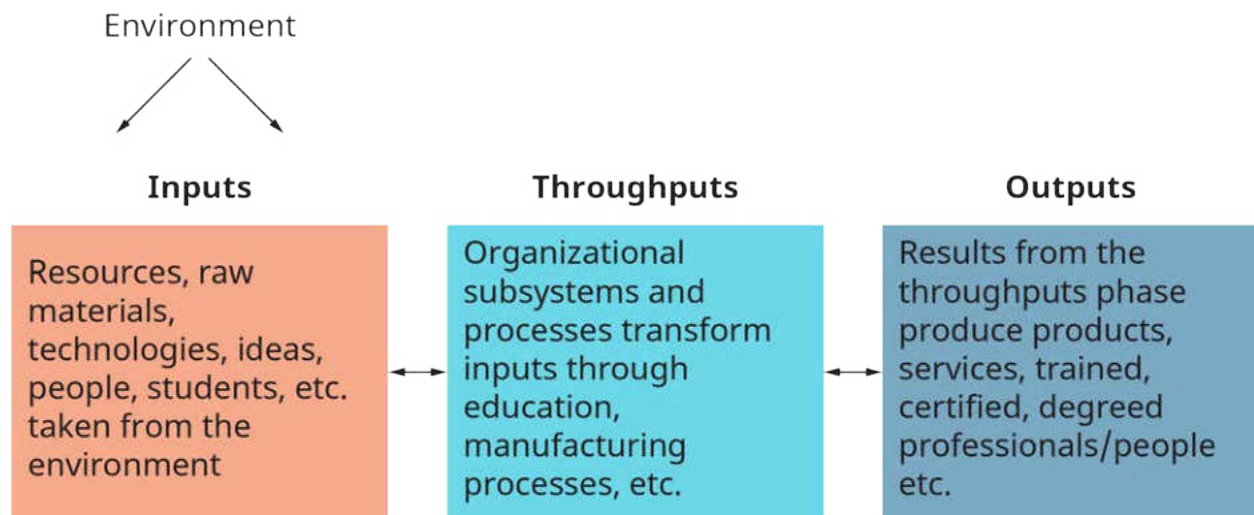 Environment
Inputs
Throughputs
Outputs
Resources, raw
materials,
technologies, ideas,
people, students, etc.
taken from the
environment
Organizational
subsystems and
processes transform
inputs through
education,
manufacturing
processes, etc.
Results from the
throughputs phase
produce products,
services, trained,
certified, degreed
professionals/people
etc.